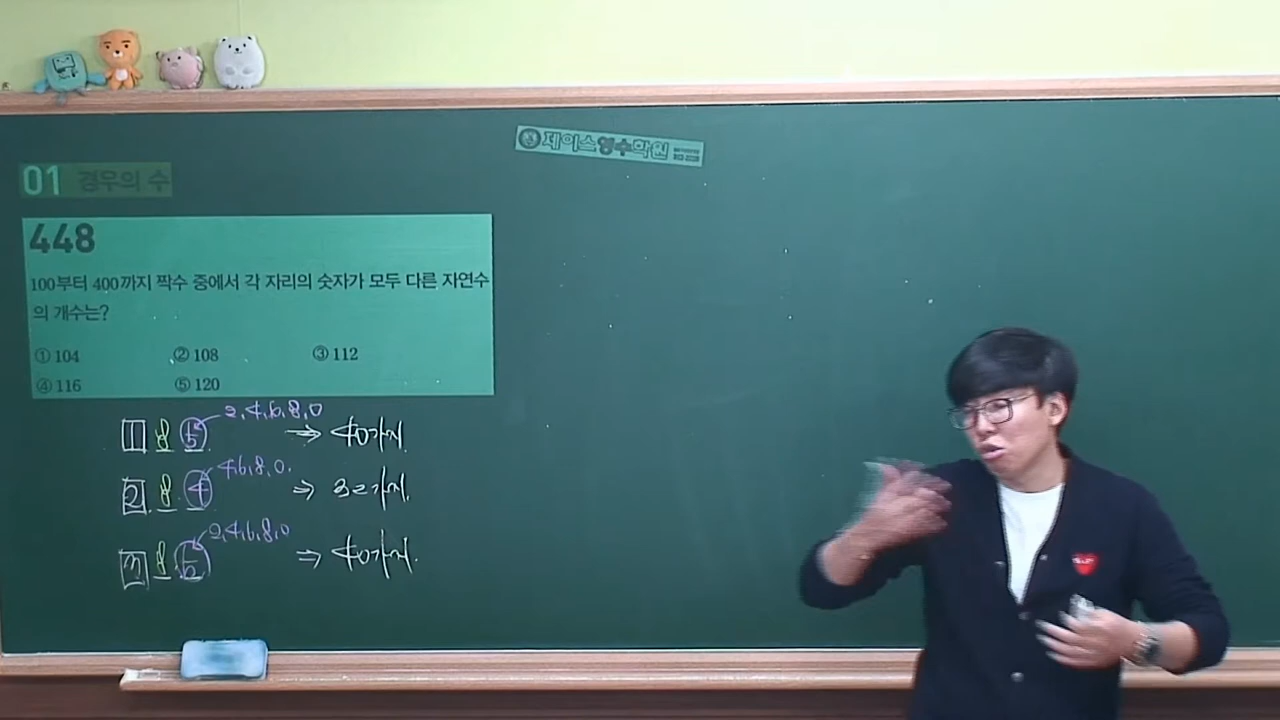 제이스영수학원
01 경우의 수
448
100부터 400까지 짝수 중에서 각 자리의 숫자가 모두 다른 자연수
의 개수는?
① 104 ② 108 ③ 112
④ 116 ⑤ 120
1 8 5 2,4,6,8,0 ⇒ 40가지.
2 8 4 4,6,8,0. ⇒ 32가지.
3 8 5 2,4,6,8,0 ⇒ 40가지.